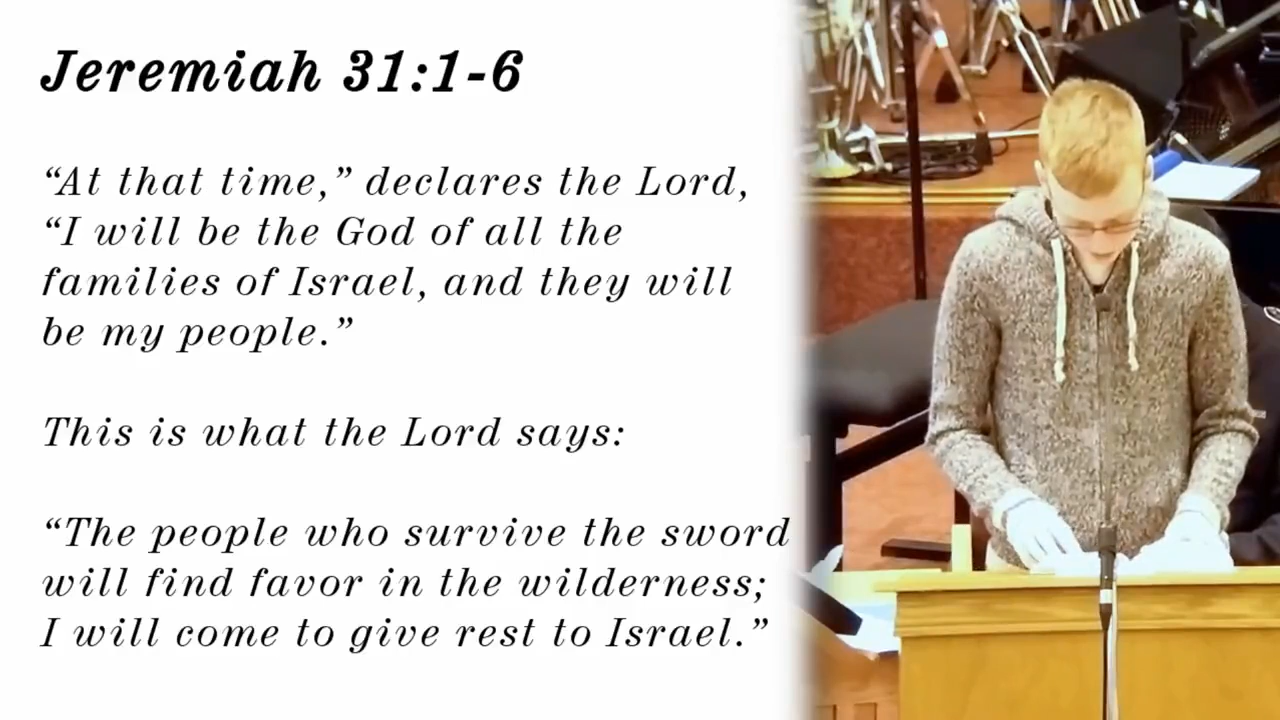 Jeremiah 31:1-6
“At that time,” declares the Lord,
“I will be the God of all the
families of Israel, and they will
be my people.”
This is what the Lord says:
“The people who survive the sword
will find favor in the wilderness;
I will come to give rest to Israel.”